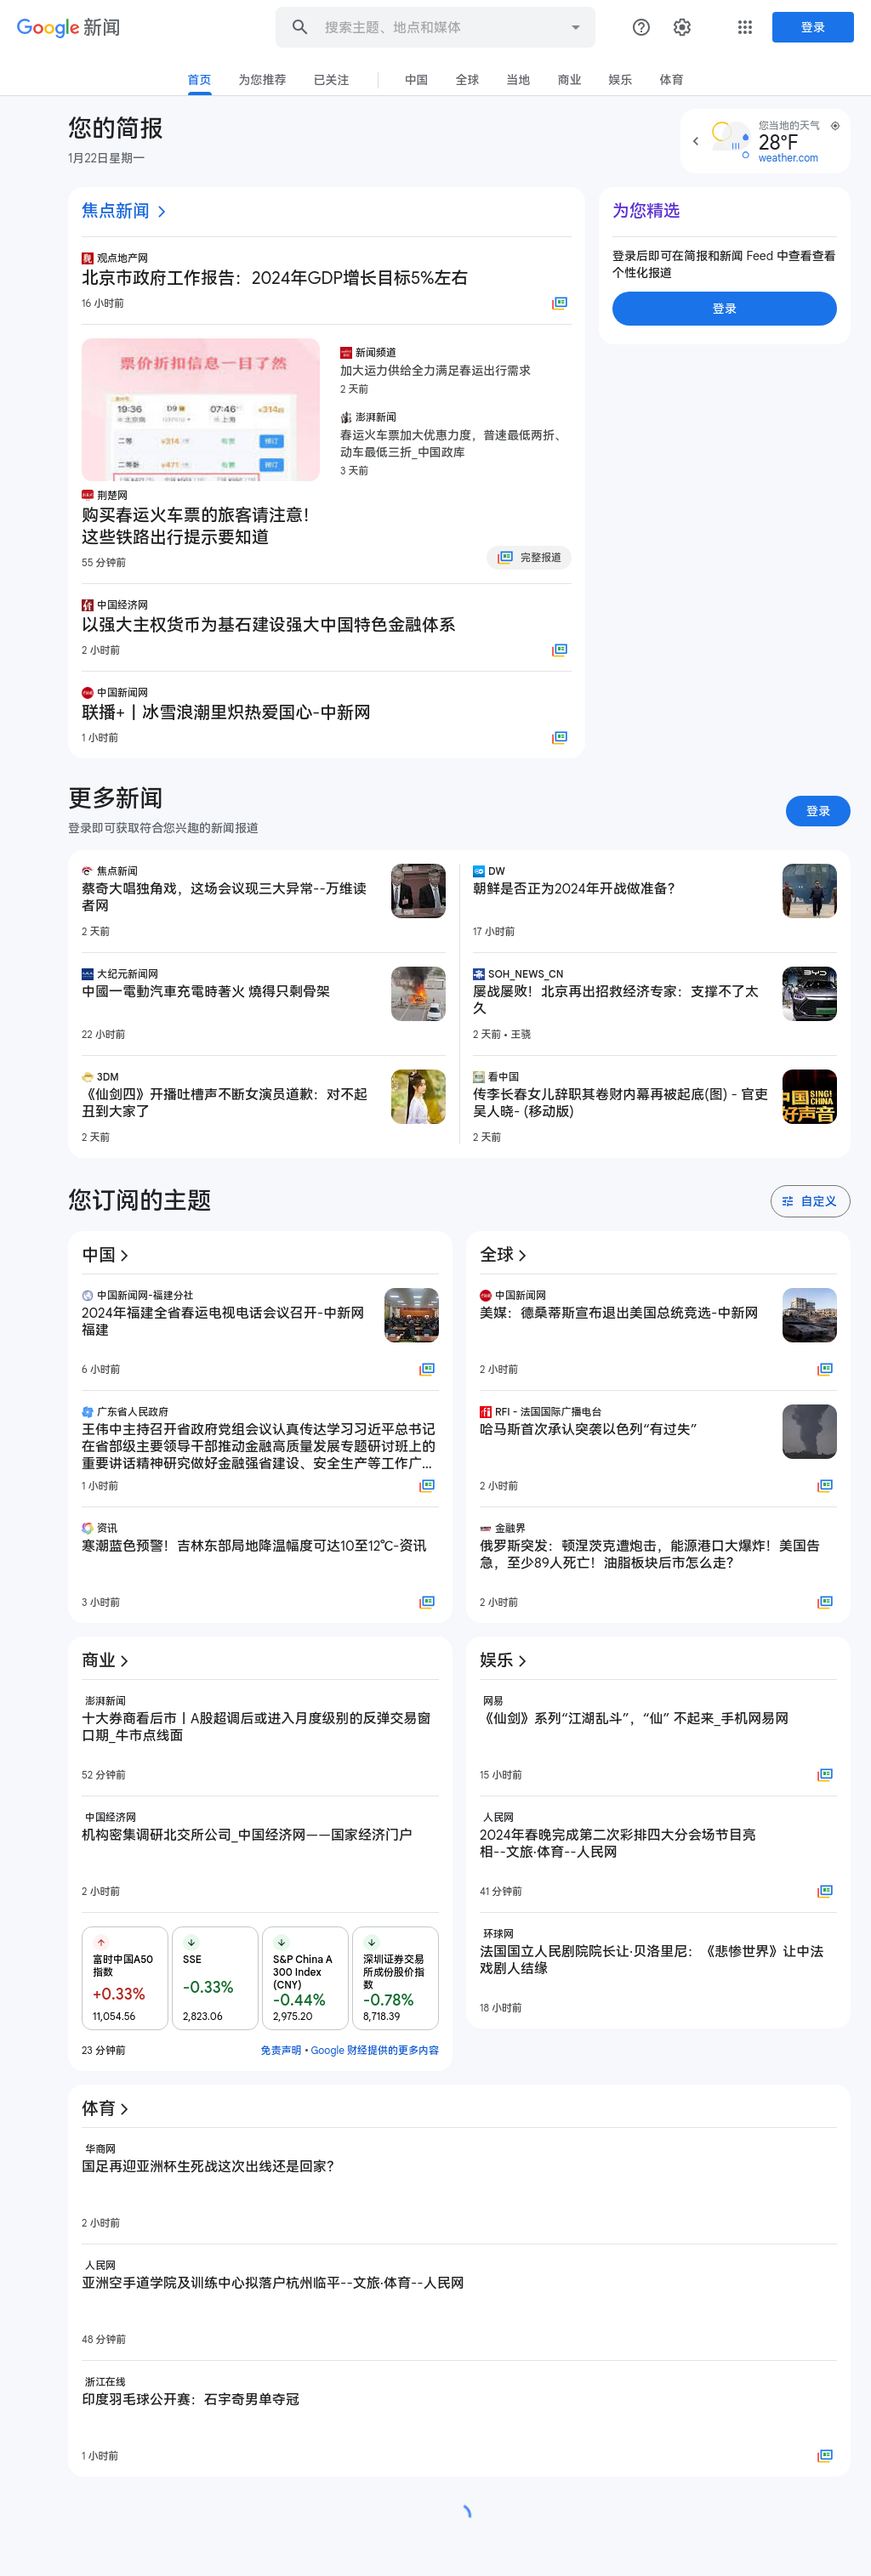 Google 新闻
搜索主题、地点和媒体
登录
首页 为您推荐 已关注 中国 全球 当地 商业 娱乐 体育
您的简报
1月22日星期一
您当地的天气
28°F
weather.com
焦点新闻
观点地产网
北京市政府工作报告：2024年GDP增长目标5%左右
16 小时前
票价折扣信息一目了然
19:36 D9 07:46
二等 ¥314
二等卧 ¥471
新闻频道
加大运力供给全力满足春运出行需求
2 天前
澎湃新闻
春运火车票加大优惠力度，普速最低两折、
动车最低三折_中国政库
3 天前
荆楚网
购买春运火车票的旅客请注意！
这些铁路出行提示要知道
55 分钟前
完整报道
中国经济网
以强大主权货币为基石建设强大中国特色金融体系
2 小时前
中国新闻网
联播+丨冰雪浪潮里炽热爱国心-中新网
1 小时前
为您精选
登录后即可在简报和新闻 Feed 中查看查看
个性化报道
登录
更多新闻
登录即可获取符合您兴趣的新闻报道
登录
焦点新闻
蔡奇大唱独角戏，这场会议现三大异常--万维读
者网
2 天前
大纪元新闻网
中國一電動汽車充電時著火 燒得只剩骨架
22 小时前
3DM
《仙剑四》开播吐槽声不断女演员道歉：对不起
丑到大家了
2 天前
DW
朝鲜是否正为2024年开战做准备？
17 小时前
SOH_NEWS_CN
屡战屡败！北京再出招救经济专家：支撑不了太
久
2 天前 • 王骁
BYD
看中国
传李长春女儿辞职其卷财内幕再被起底(图) - 官吏
吴人晓- (移动版)
2 天前
中国 SING! CHINA
好声音
您订阅的主题
自定义
中国
中国新闻网-福建分社
2024年福建全省春运电视电话会议召开-中新网
福建
6 小时前
广东省人民政府
王伟中主持召开省政府党组会议认真传达学习习近平总书记
在省部级主要领导干部推动金融高质量发展专题研讨班上的
重要讲话精神研究做好金融强省建设、安全生产等工作广...
1 小时前
资讯
寒潮蓝色预警！吉林东部局地降温幅度可达10至12℃-资讯
3 小时前
全球
中国新闻网
美媒：德桑蒂斯宣布退出美国总统竞选-中新网
2 小时前
RFI - 法国国际广播电台
哈马斯首次承认突袭以色列“有过失”
2 小时前
金融界
俄罗斯突发：顿涅茨克遭炮击，能源港口大爆炸！美国告
急，至少89人死亡！油脂板块后市怎么走？
2 小时前
商业
澎湃新闻
十大券商看后市丨A股超调后或进入月度级别的反弹交易窗
口期_牛市点线面
52 分钟前
中国经济网
机构密集调研北交所公司_中国经济网——国家经济门户
2 小时前
富时中国A50
指数
+0.33%
11,054.56
SSE
-0.33%
2,823.06
S&P China A
300 Index
(CNY)
-0.44%
2,975.20
深圳证券交易
所成份股价指
数
-0.78%
8,718.39
23 分钟前
免责声明 • Google 财经提供的更多内容
娱乐
网易
《仙剑》系列“江湖乱斗”，“仙” 不起来_手机网易网
15 小时前
人民网
2024年春晚完成第二次彩排四大分会场节目亮
相--文旅·体育--人民网
41 分钟前
环球网
法国国立人民剧院院长让·贝洛里尼：《悲惨世界》让中法
戏剧人结缘
18 小时前
体育
华商网
国足再迎亚洲杯生死战这次出线还是回家？
2 小时前
人民网
亚洲空手道学院及训练中心拟落户杭州临平--文旅·体育--人民网
48 分钟前
浙江在线
印度羽毛球公开赛：石宇奇男单夺冠
1 小时前